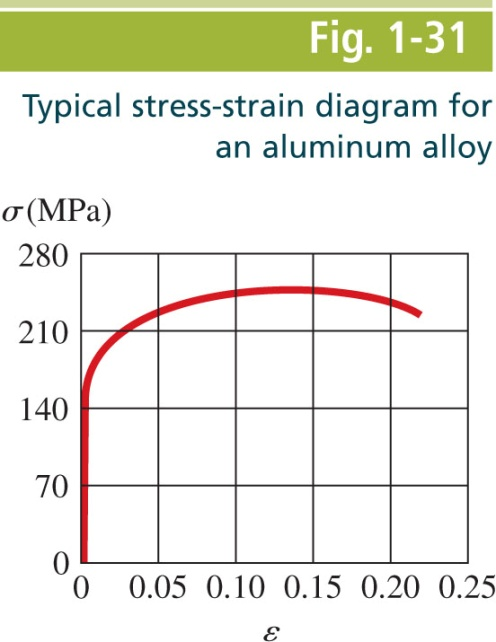 Fig. 1-31
Typical stress-strain diagram for
an aluminum alloy
σ (MPa)
280
210
140
70
0
0 0.05 0.10 0.15 0.20 0.25
ε